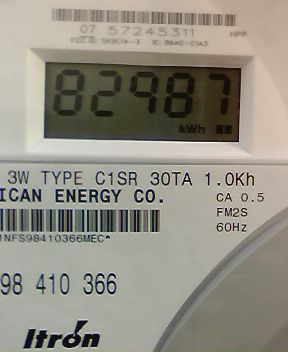 07 57245311
HPP
82987
kWh
3W TYPE C1SR 30TA 1.0Kh
ICAN ENERGY CO.
CA 0.5
FM2S
60Hz
1NFS98410366MEC*
98 410 366
Itron